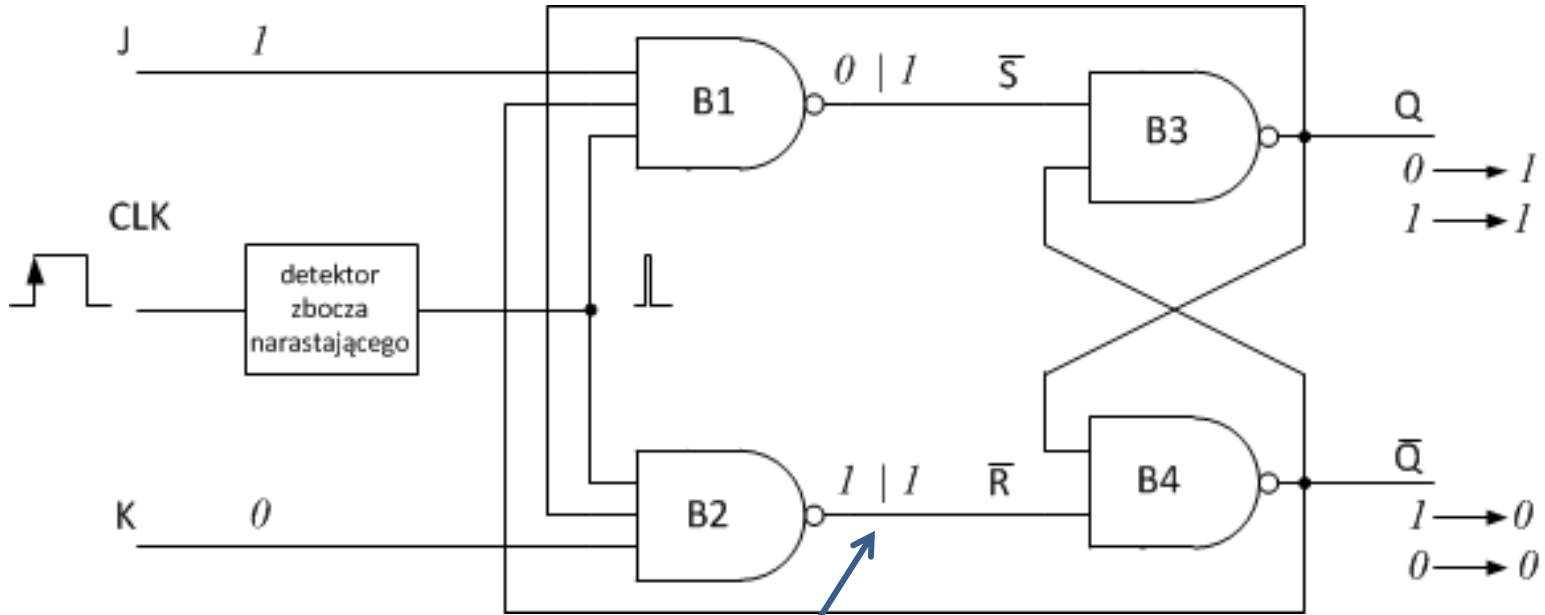 J 1
B1
0 | 1 S̅
B3
Q
0 → 1
1 → 1
CLK
detektor
zbocza
narastającego
K 0
B2
1 | 1 R̅
B4
Q̅
1 → 0
0 → 0